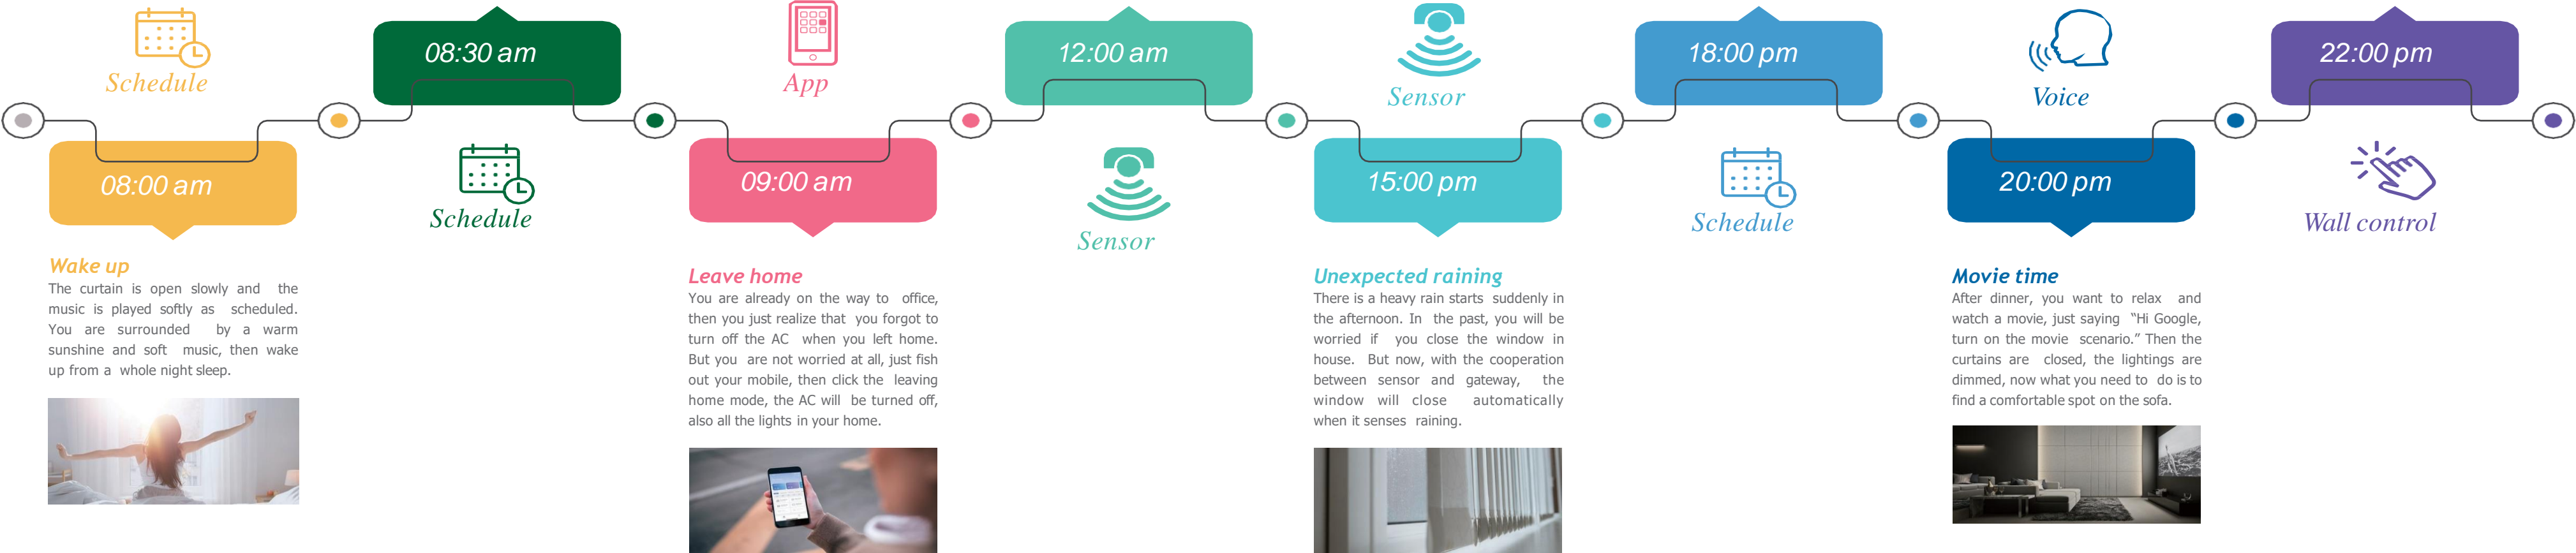 Schedule
08:00 am
Wake up
The curtain is open slowly and the
music is played softly as scheduled.
You are surrounded by a warm
sunshine and soft music, then wake
up from a whole night sleep.
08:30 am
Schedule
App
09:00 am
Leave home
You are already on the way to office,
then you just realize that you forgot to
turn off the AC when you left home.
But you are not worried at all, just fish
out your mobile, then click the leaving
home mode, the AC will be turned off,
also all the lights in your home.
12:00 am
Sensor
Sensor
15:00 pm
Unexpected raining
There is a heavy rain starts suddenly in
the afternoon. In the past, you will be
worried if you close the window in
house. But now, with the cooperation
between sensor and gateway, the
window will close automatically
when it senses raining.
18:00 pm
Schedule
Voice
20:00 pm
Movie time
After dinner, you want to relax and
watch a movie, just saying “Hi Google,
turn on the movie scenario.” Then the
curtains are closed, the lightings are
dimmed, now what you need to do is to
find a comfortable spot on the sofa.
22:00 pm
Wall control